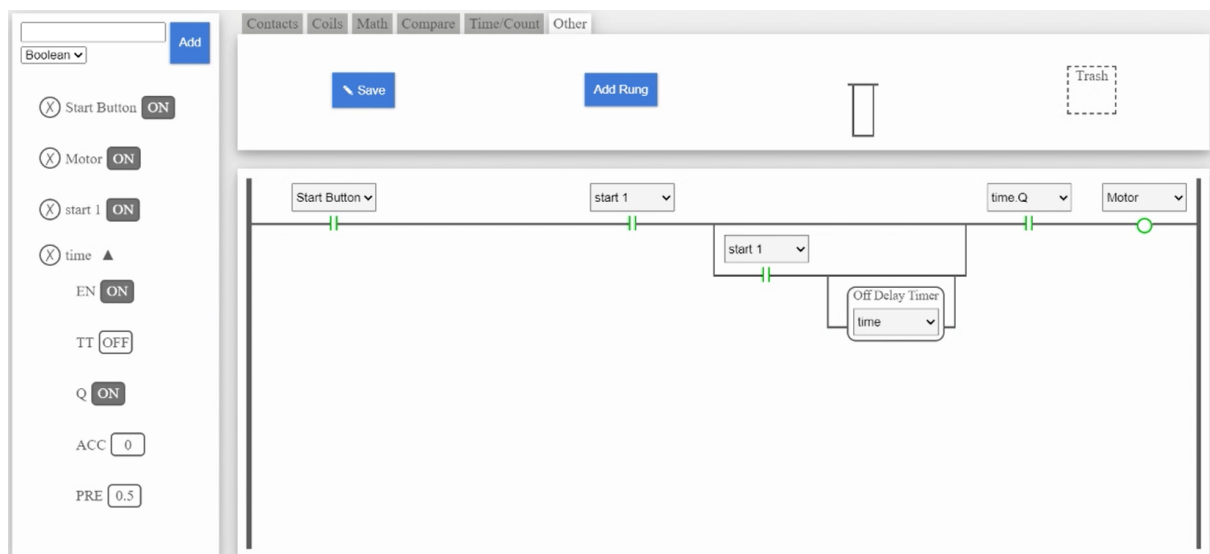 Contacts Coils Math Compare Time/Count Other
Add
Boolean
Save
Add Rung
Trash
X Start Button ON
X Motor ON
X start 1 ON
X time ▲
EN ON
TT OFF
Q ON
ACC 0
PRE 0.5
Start Button start 1 time.Q Motor
start 1
Off Delay Timer
time